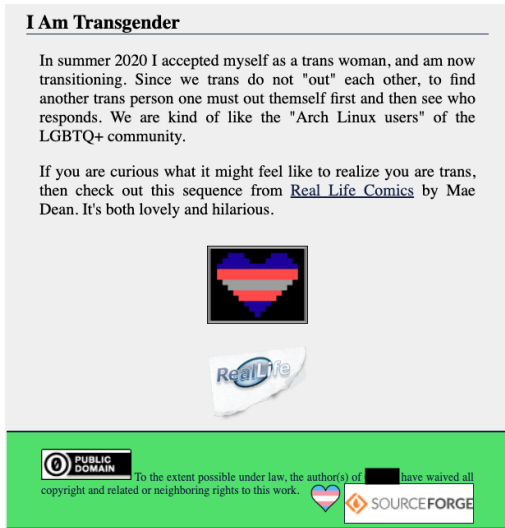 I Am Transgender
In summer 2020 I accepted myself as a trans woman, and am now
transitioning. Since we trans do not "out" each other, to find
another trans person one must out themself first and then see who
responds. We are kind of like the "Arch Linux users" of the
LGBTQ+ community.
If you are curious what it might feel like to realize you are trans,
then check out this sequence from Real Life Comics by Mae
Dean. It's both lovely and hilarious.
RealLife
PUBLIC
DOMAIN
To the extent possible under law, the author(s) of have waived all
copyright and related or neighboring rights to this work.
SOURCEFORGE